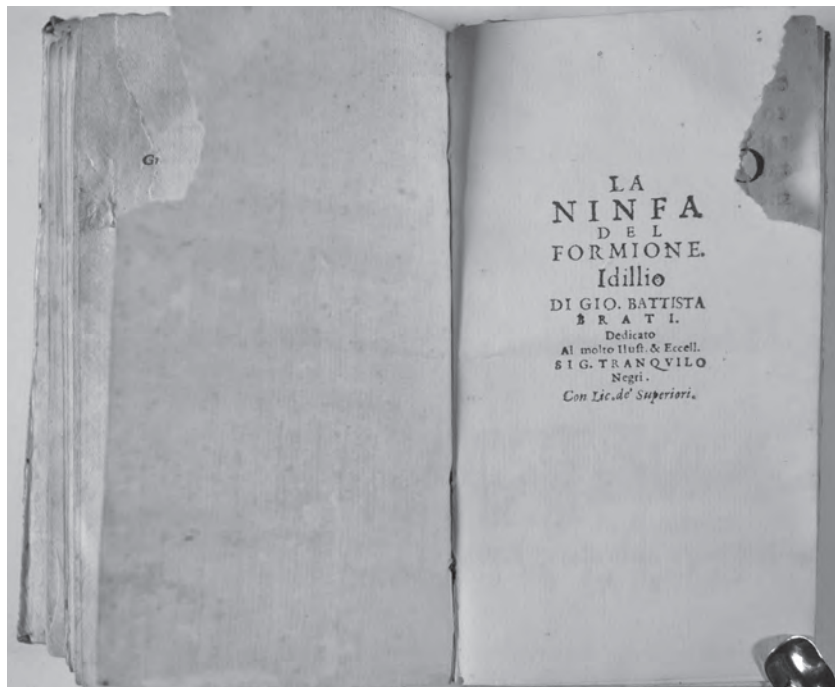 G
LA
NINFA
DEL
FORMIONE.
Idillio
DI GIO. BATTISTA
BRATI.
Dedicato
Al molto Iluſt. & Eccell.
SIG. TRANQVILO
Negri.
Con Lic. de' Superiori.